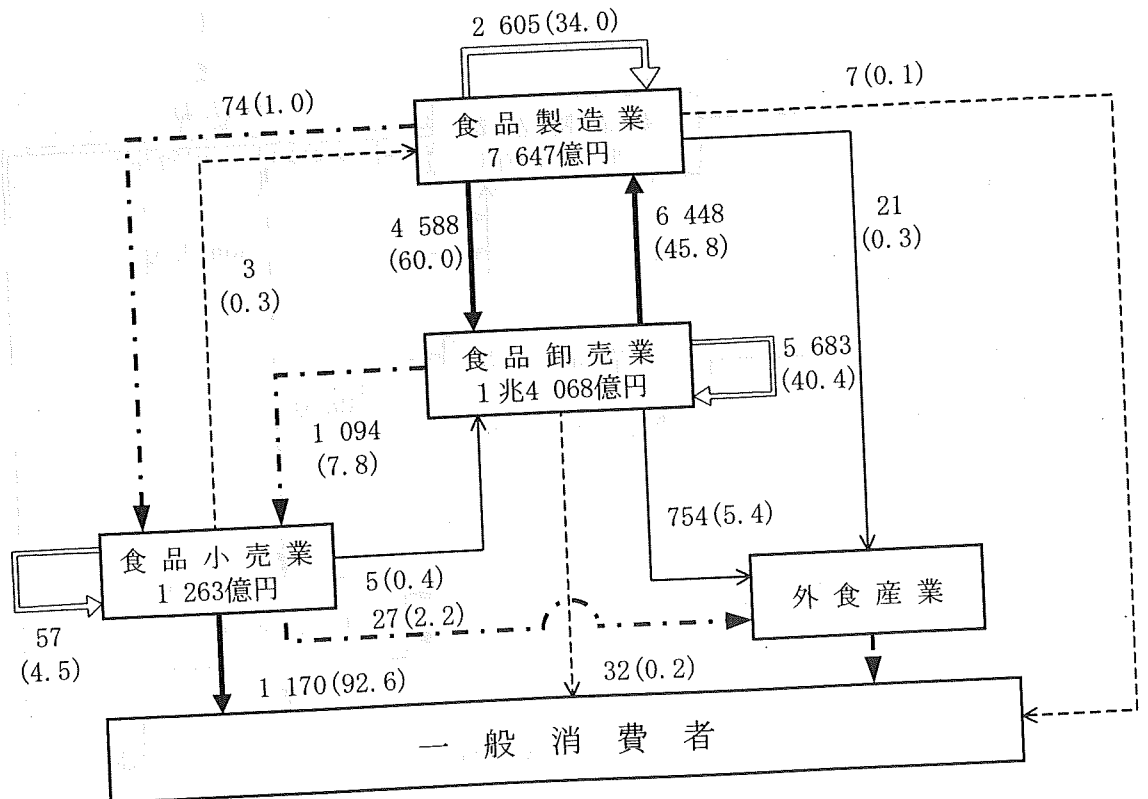 2 605(34.0)
7(0.1)
74(1.0)
食品製造業
7 647億円
4 588
(60.0)
6 448
(45.8)
21
(0.3)
3
(0.3)
食品卸売業
1兆4 068億円
5 683
(40.4)
1 094
(7.8)
754(5.4)
食品小売業
1 263億円
5(0.4)
外食産業
27(2.2)
57
(4.5)
1 170(92.6)
32(0.2)
一般消費者